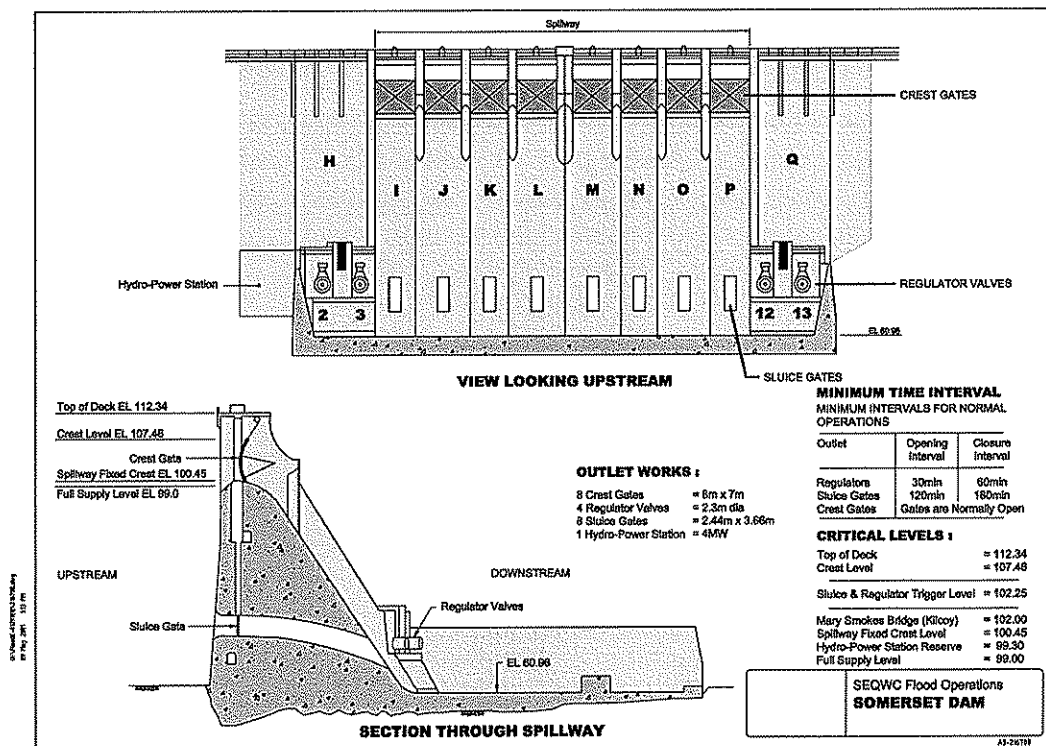 Spillway
CREST GATES
H
Q
I J K L M N O P
Hydro-Power Station
REGULATOR VALVES
2 3
12 13
SLUICE GATES
VIEW LOOKING UPSTREAM
Top of Deck EL 112.34
Crest Level EL 107.46
Crest Gate
Spillway Fixed Crest EL 100.45
Full Supply Level EL 99.0
UPSTREAM
DOWNSTREAM
Regulator Valves
Sluice Gate
EL 60.96
SECTION THROUGH SPILLWAY
OUTLET WORKS :
8 Crest Gates = 8m x 7m
4 Regulator Valves = 2.3m dia
8 Sluice Gates = 2.44m x 3.66m
1 Hydro-Power Station = 4MW
MINIMUM TIME INTERVAL
MINIMUM INTERVALS FOR NORMAL
OPERATIONS
Outlet Opening Closure
Interval Interval
Regulators 30min 60min
Sluice Gates 120min 180min
Crest Gates Gates are Normally Open
CRITICAL LEVELS :
Top of Deck = 112.34
Crest Level = 107.46
Sluice & Regulator Trigger Level = 102.25
Mary Smokes Bridge (Kilcoy) = 102.00
Spillway Fixed Crest Level = 100.45
Hydro-Power Station Reserve = 99.30
Full Supply Level = 99.00
SEQWC Flood Operations
SOMERSET DAM